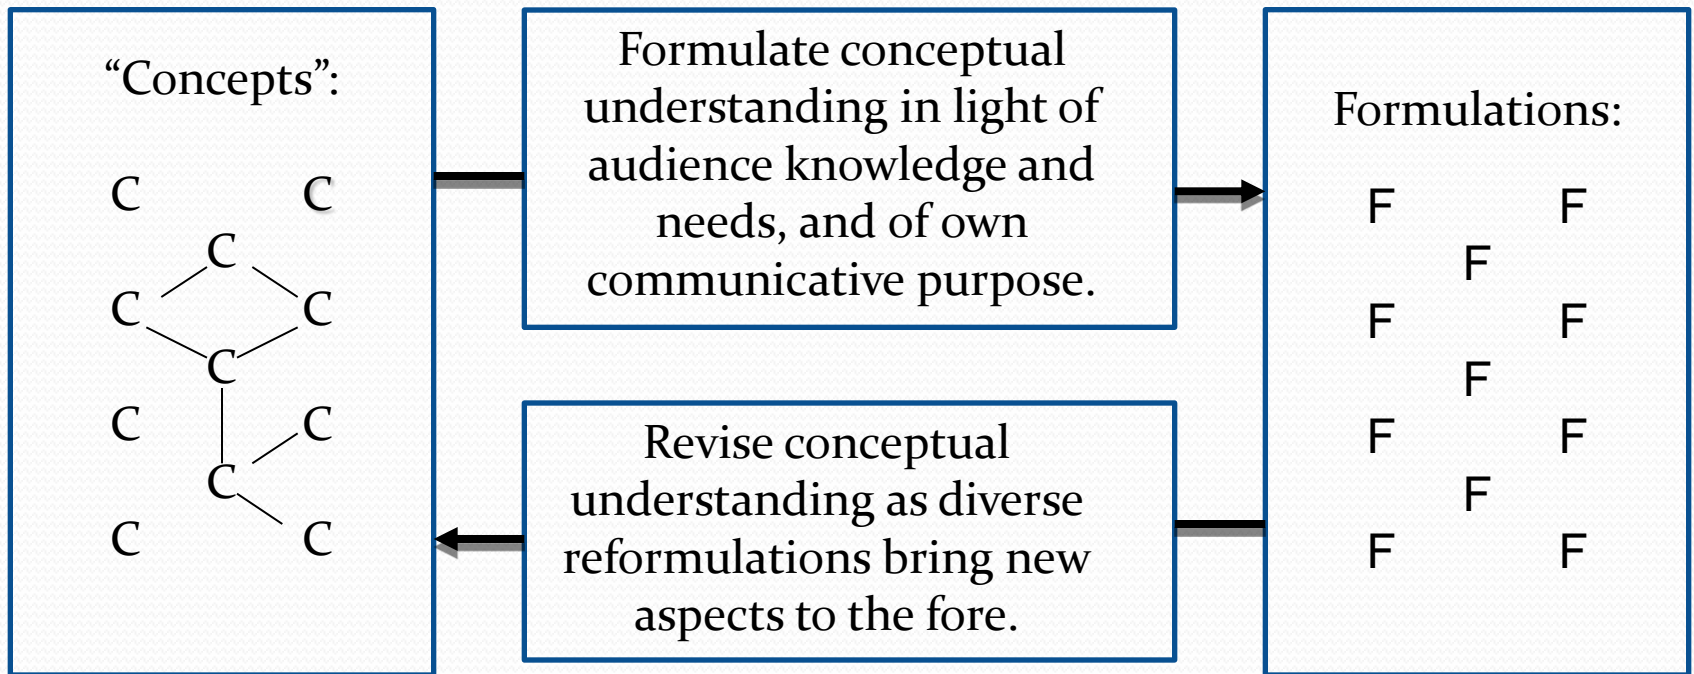 “Concepts”:
C C
C
C C
C
C C
C
C C
Formulate conceptual
understanding in light of
audience knowledge and
needs, and of own
communicative purpose.
Revise conceptual
understanding as diverse
reformulations bring new
aspects to the fore.
Formulations:
F F
F
F F
F
F F
F
F F